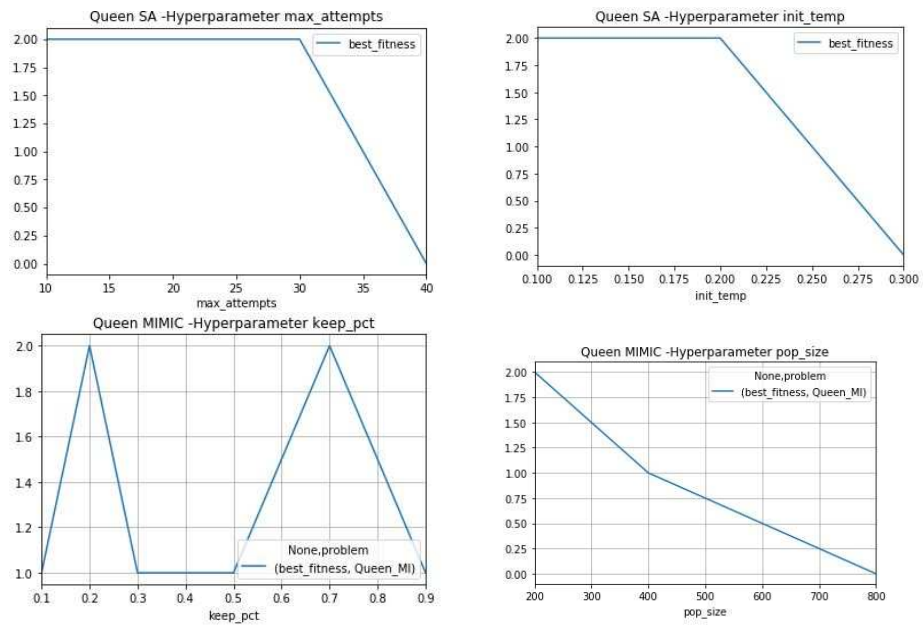 Queen SA -Hyperparameter max_attempts
best_fitness
2.00
1.75
1.50
1.25
1.00
0.75
0.50
0.25
0.00
10 15 20 25 30 35 40
max_attempts
Queen SA -Hyperparameter init_temp
best_fitness
2.00
1.75
1.50
1.25
1.00
0.75
0.50
0.25
0.00
0.100 0.125 0.150 0.175 0.200 0.225 0.250 0.275 0.300
init_temp
Queen MIMIC -Hyperparameter keep_pct
2.0
1.8
1.6
1.4
1.2
1.0
None,problem
(best_fitness, Queen_MI)
0.1 0.2 0.3 0.4 0.5 0.6 0.7 0.8 0.9
keep_pct
Queen MIMIC -Hyperparameter pop_size
None,problem
(best_fitness, Queen_MI)
2.00
1.75
1.50
1.25
1.00
0.75
0.50
0.25
0.00
200 300 400 500 600 700 800
pop_size